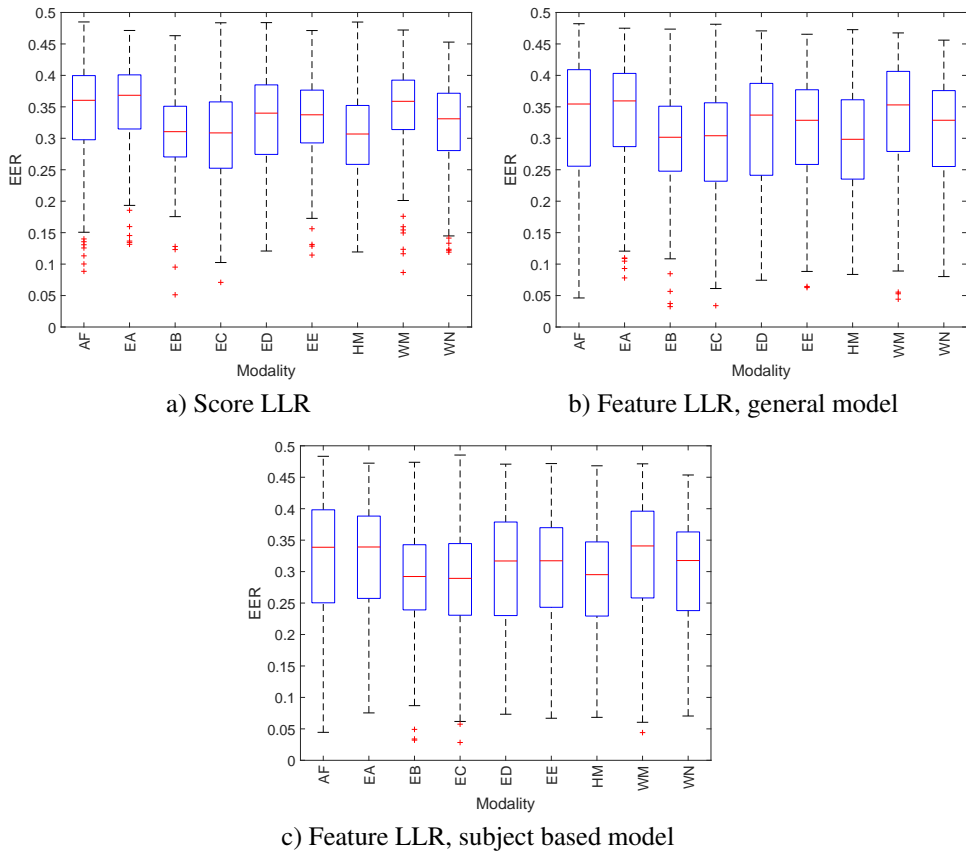 0.5
0.45
0.4
0.35
0.3
0.25
0.2
0.15
0.1
0.05
0
EER
AF EA EB EC ED EE HM WM WN
Modality
a) Score LLR
0.5
0.45
0.4
0.35
0.3
0.25
0.2
0.15
0.1
0.05
0
EER
AF EA EB EC ED EE HM WM WN
Modality
b) Feature LLR, general model
0.5
0.45
0.4
0.35
0.3
0.25
0.2
0.15
0.1
0.05
0
EER
AF EA EB EC ED EE HM WM WN
Modality
c) Feature LLR, subject based model